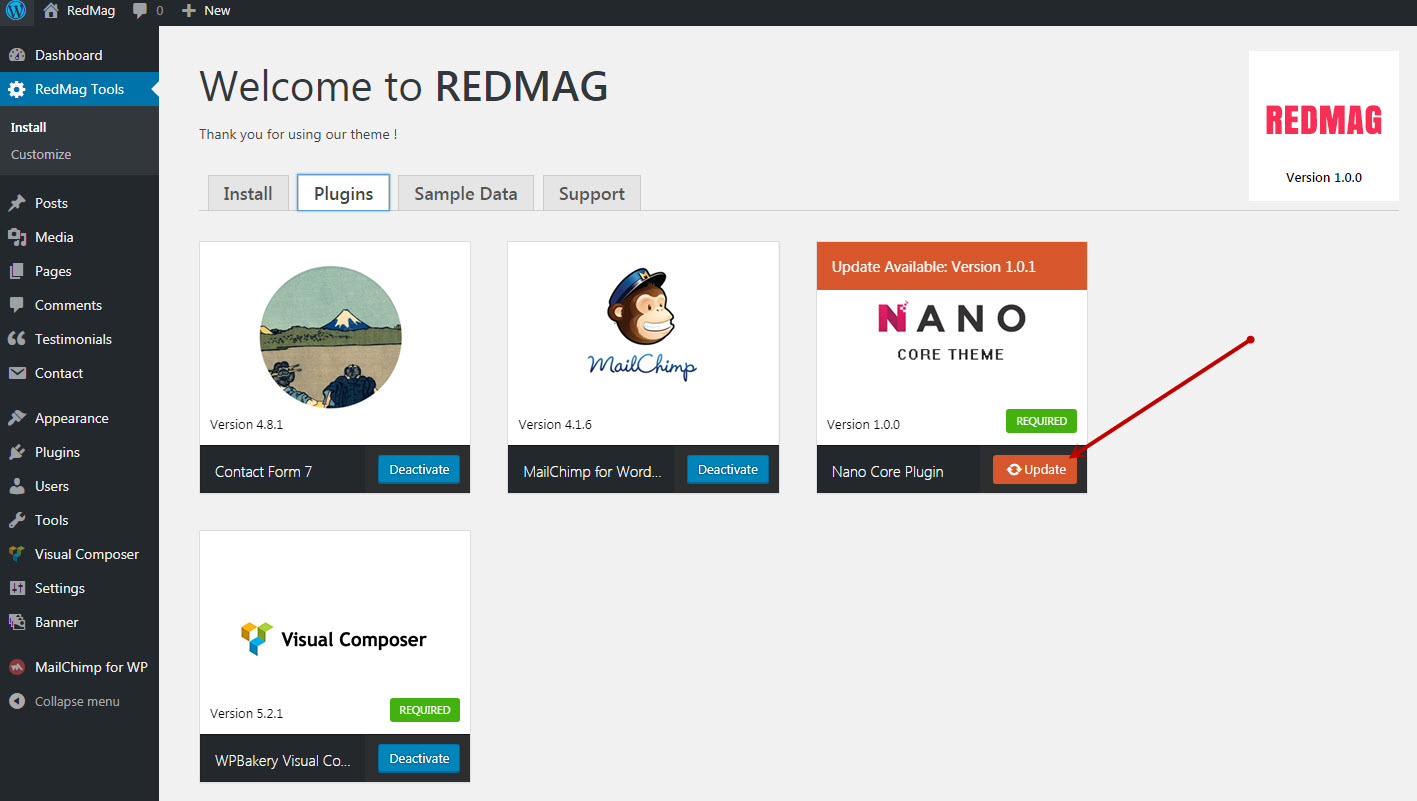 RedMag 0 New
Dashboard
RedMag Tools
Install
Customize
Posts
Media
Pages
Comments
Testimonials
Contact
Appearance
Plugins
Users
Tools
Visual Composer
Settings
Banner
MailChimp for WP
Collapse menu
Welcome to REDMAG
Thank you for using our theme !
REDMAG
Version 1.0.0
Install Plugins Sample Data Support
Version 4.8.1
Contact Form 7 Deactivate
MailChimp
Version 4.1.6
MailChimp for Word... Deactivate
Update Available: Version 1.0.1
NANO
CORE THEME
Version 1.0.0 REQUIRED
Nano Core Plugin Update
Visual Composer
Version 5.2.1 REQUIRED
WPBakery Visual Co... Deactivate